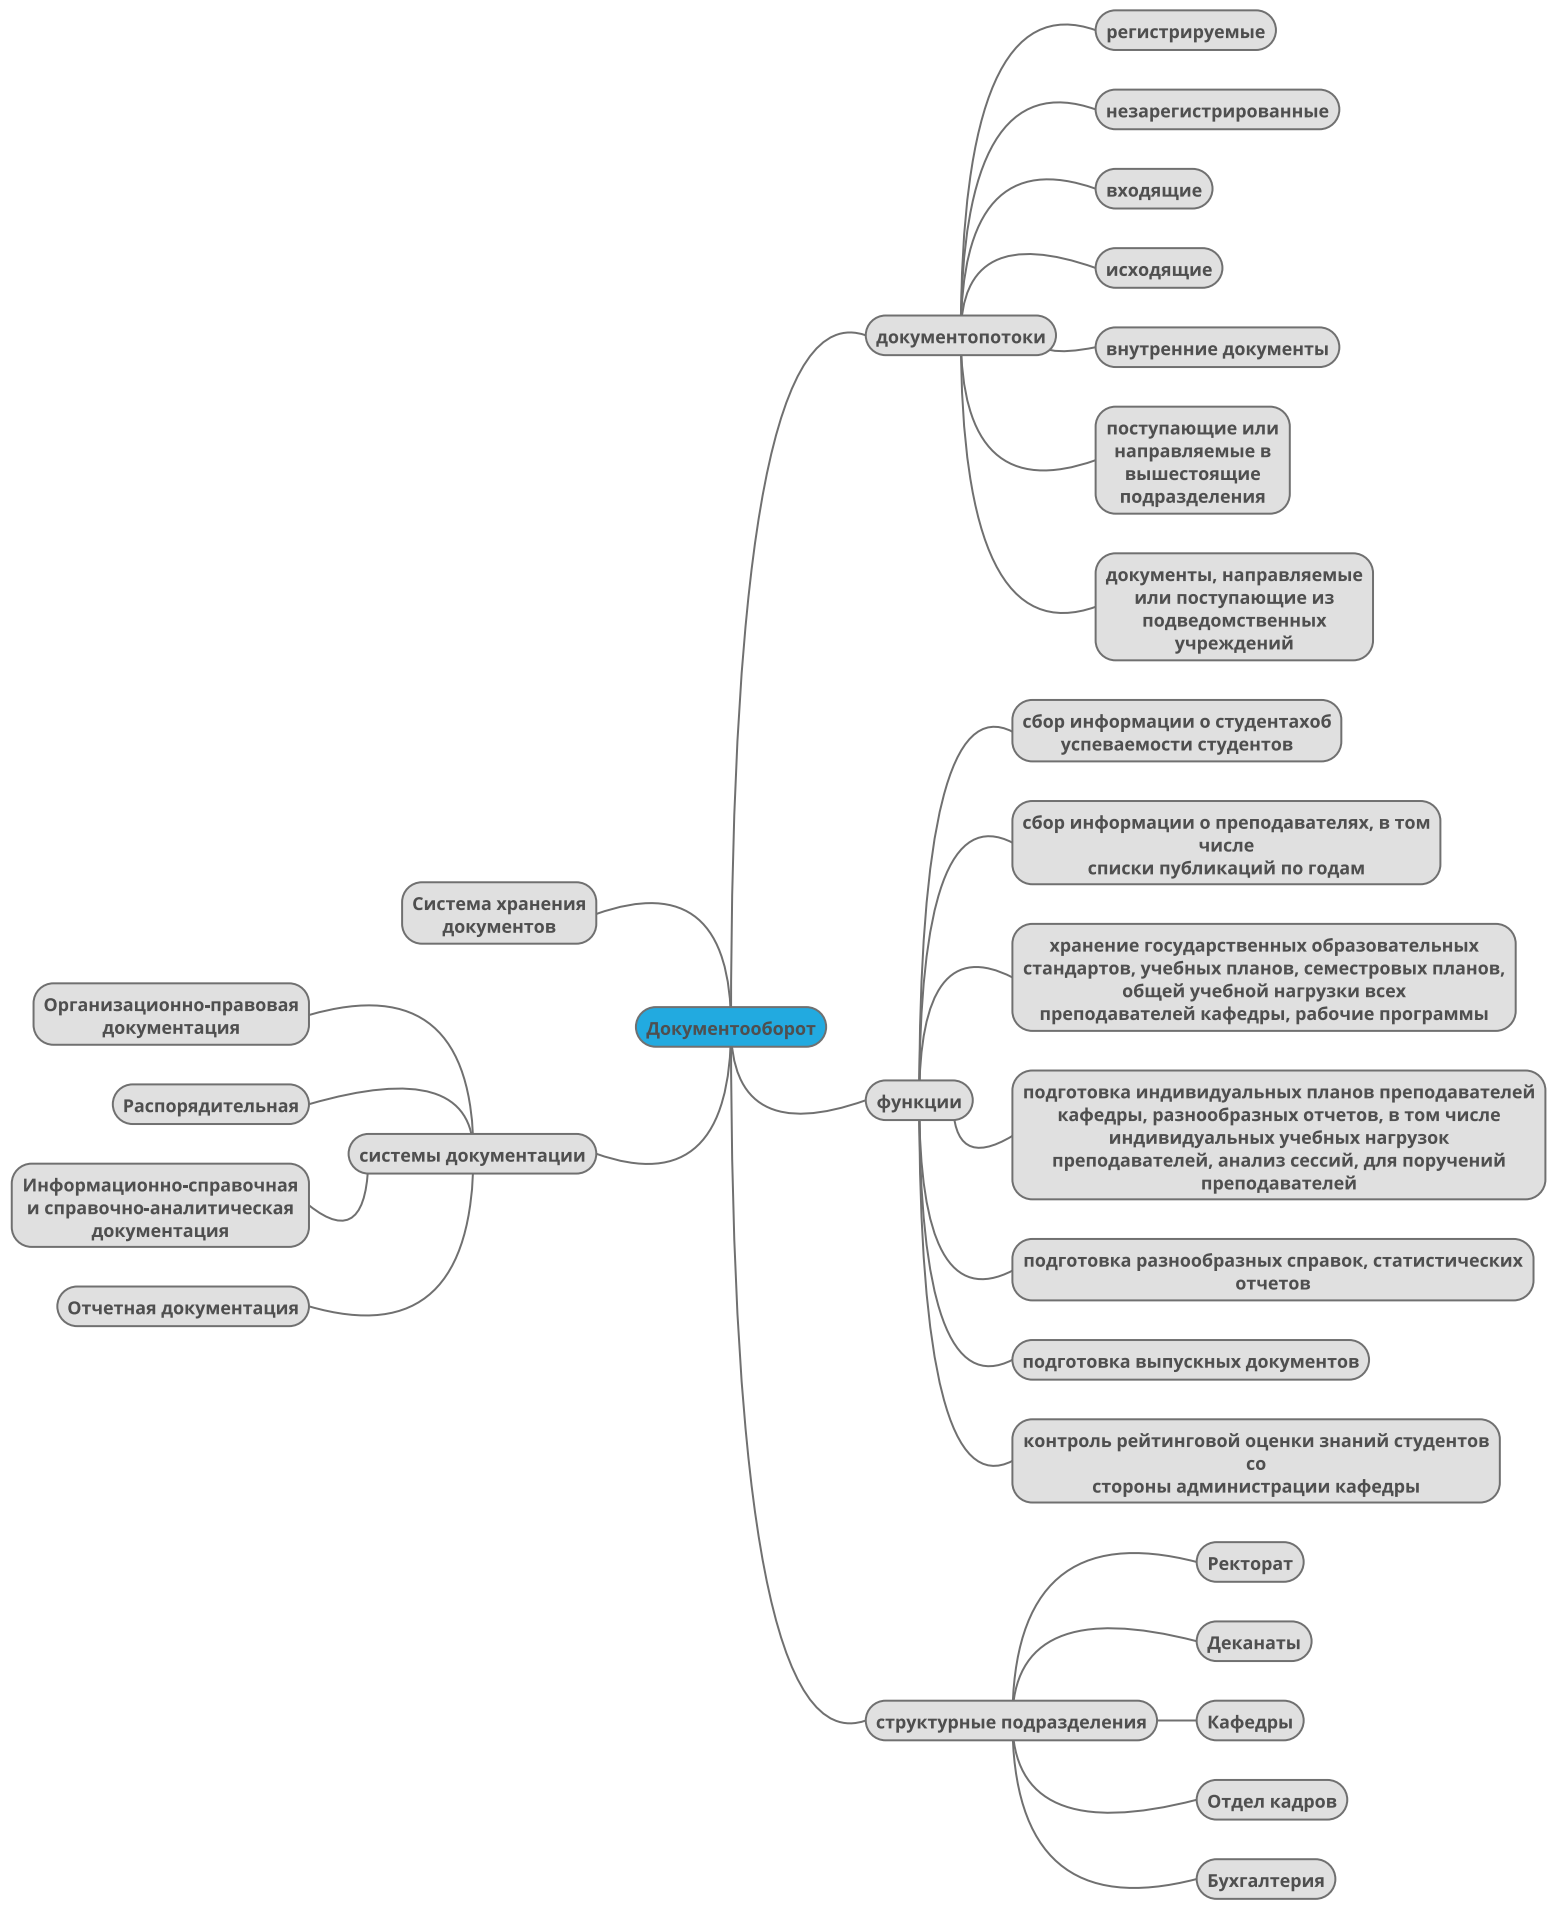 регистрируемые
незарегистрированные
входящие
исходящие
документопотоки
внутренние документы
поступающие или
направляемые в
вышестоящие
подразделения
документы, направляемые
или поступающие из
подведомственных
учреждений
сбор информации о студентахоб
успеваемости студентов
сбор информации о преподавателях, в том
числе
списки публикаций по годам
Система хранения
документов
хранение государственных образовательных
стандартов, учебных планов, семестровых планов,
общей учебной нагрузки всех
преподавателей кафедры, рабочие программы
Организационно-правовая
документация
Документооборот
Распорядительная
функции
подготовка индивидуальных планов преподавателей
кафедры, разнообразных отчетов, в том числе
индивидуальных учебных нагрузок
преподавателей, анализ сессий, для поручений
преподавателей
системы документации
Информационно-справочная
и справочно-аналитическая
документация
подготовка разнообразных справок, статистических
отчетов
Отчетная документация
подготовка выпускных документов
контроль рейтинговой оценки знаний студентов
со
стороны администрации кафедры
Ректорат
Деканаты
структурные подразделения
Кафедры
Отдел кадров
Бухгалтерия